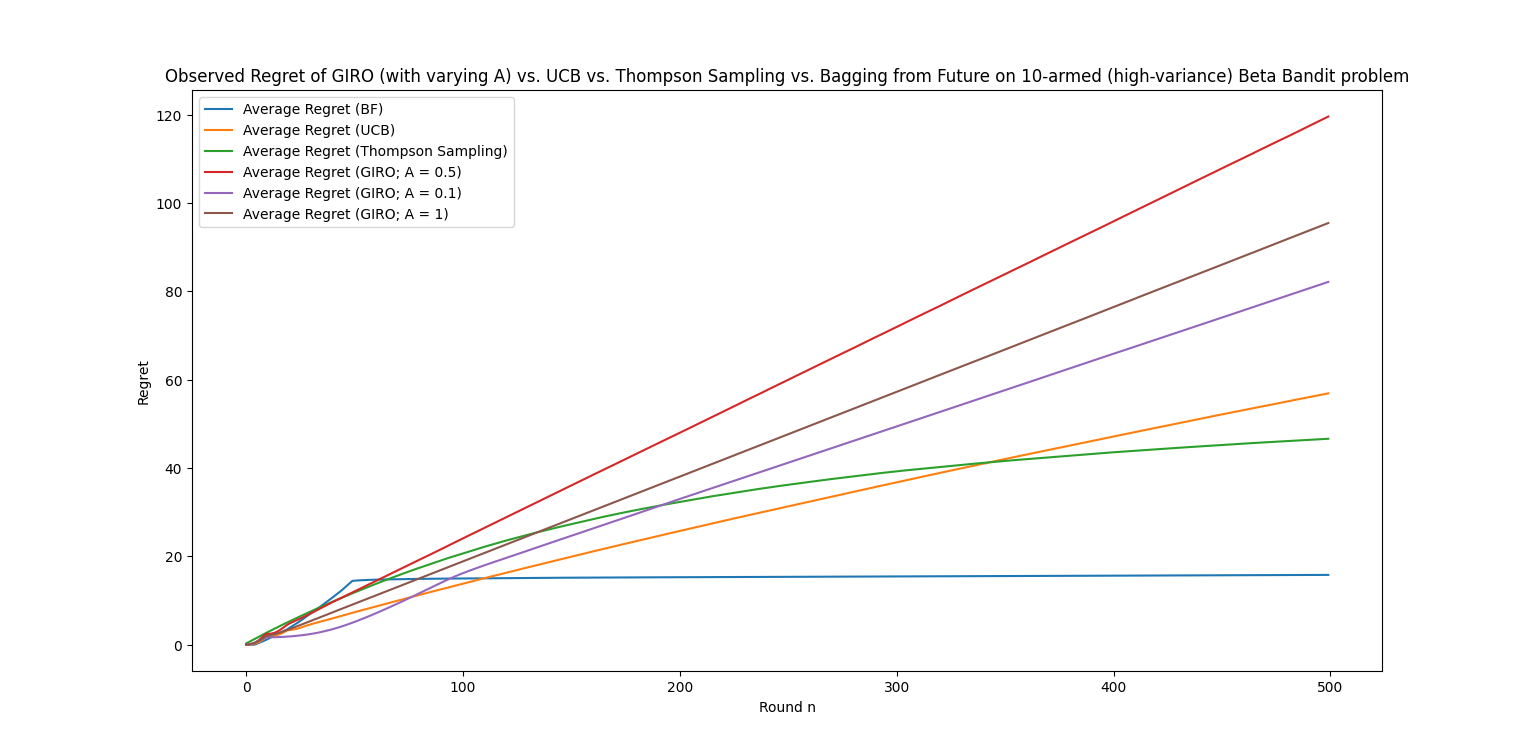 Observed Regret of GIRO (with varying A) vs. UCB vs. Thompson Sampling vs. Bagging from Future on 10-armed (high-variance) Beta Bandit problem
Average Regret (BF)
Average Regret (UCB)
Average Regret (Thompson Sampling)
Average Regret (GIRO; A = 0.5)
Average Regret (GIRO; A = 0.1)
Average Regret (GIRO; A = 1)
120
100
80
60
40
20
0
Regret
0 100 200 300 400 500
Round n